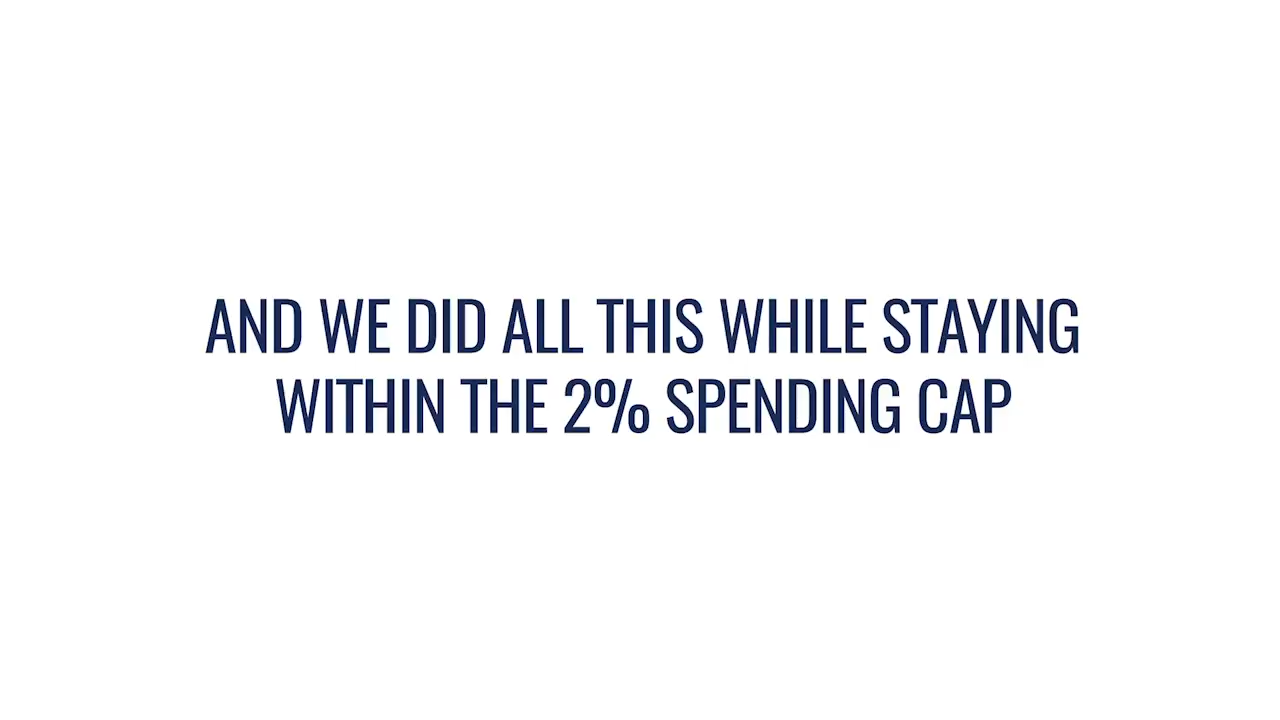 AND WE DID ALL THIS WHILE STAYING
WITHIN THE 2% SPENDING CAP